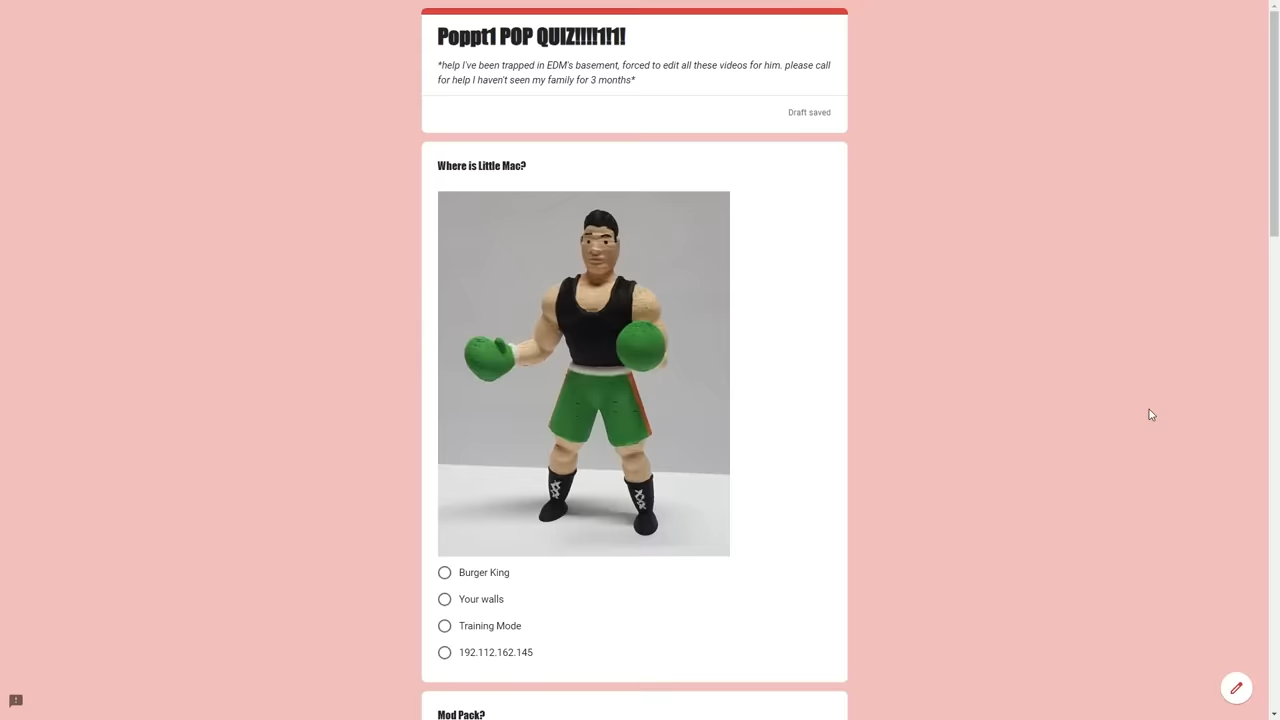 Poppt1 POP QUIZ!!!!1!1!
*help I've been trapped in EDM's basement, forced to edit all these videos for him. please call
for help I haven't seen my family for 3 months*
Draft saved
Where is Little Mac?
Burger King
Your walls
Training Mode
192.112.162.145
Mod Pack?